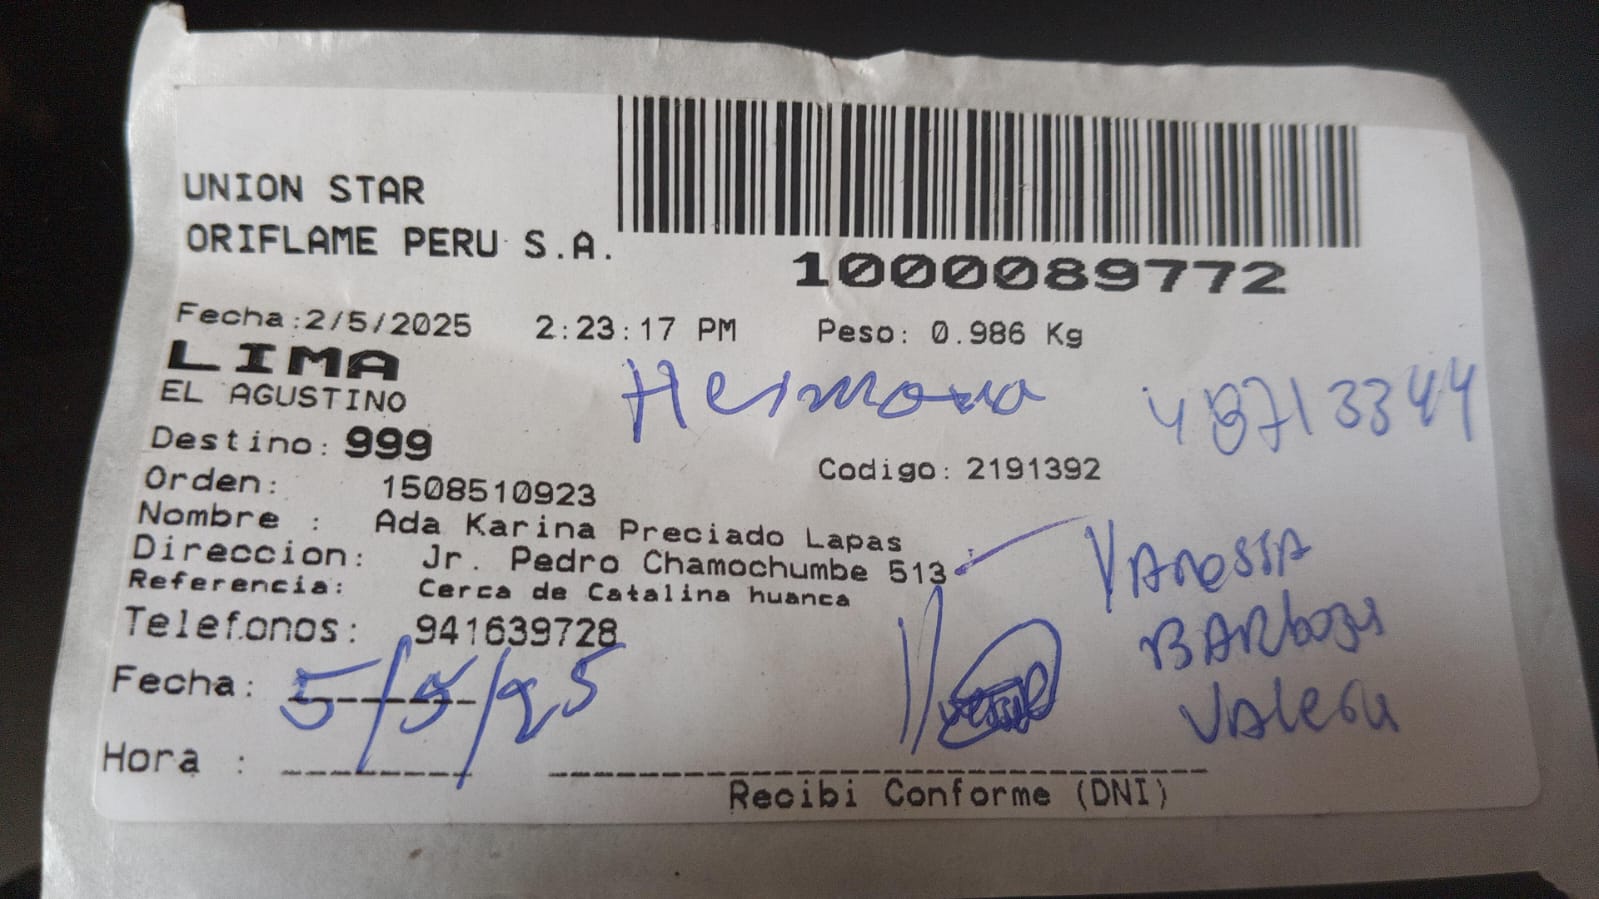 UNION STAR
ORIFLAME PERU S.A.
1000089772
Fecha:2/5/2025 2:23:17 PM Peso: 0.986 Kg
LIMA
EL AGUSTINO
Hermana 48713344
Destino: 999
Codigo: 2191392
Orden: 1508510923
Nombre : Ada Karina Preciado Lapas
Direccion: Jr. Pedro Chamochumbe 513
Referencia: Cerca de Catalina huanca
Telefonos: 941639728
Vanessa
Barboza
Valera
Fecha: 5/5/25
Hora :
Recibi Conforme (DNI)